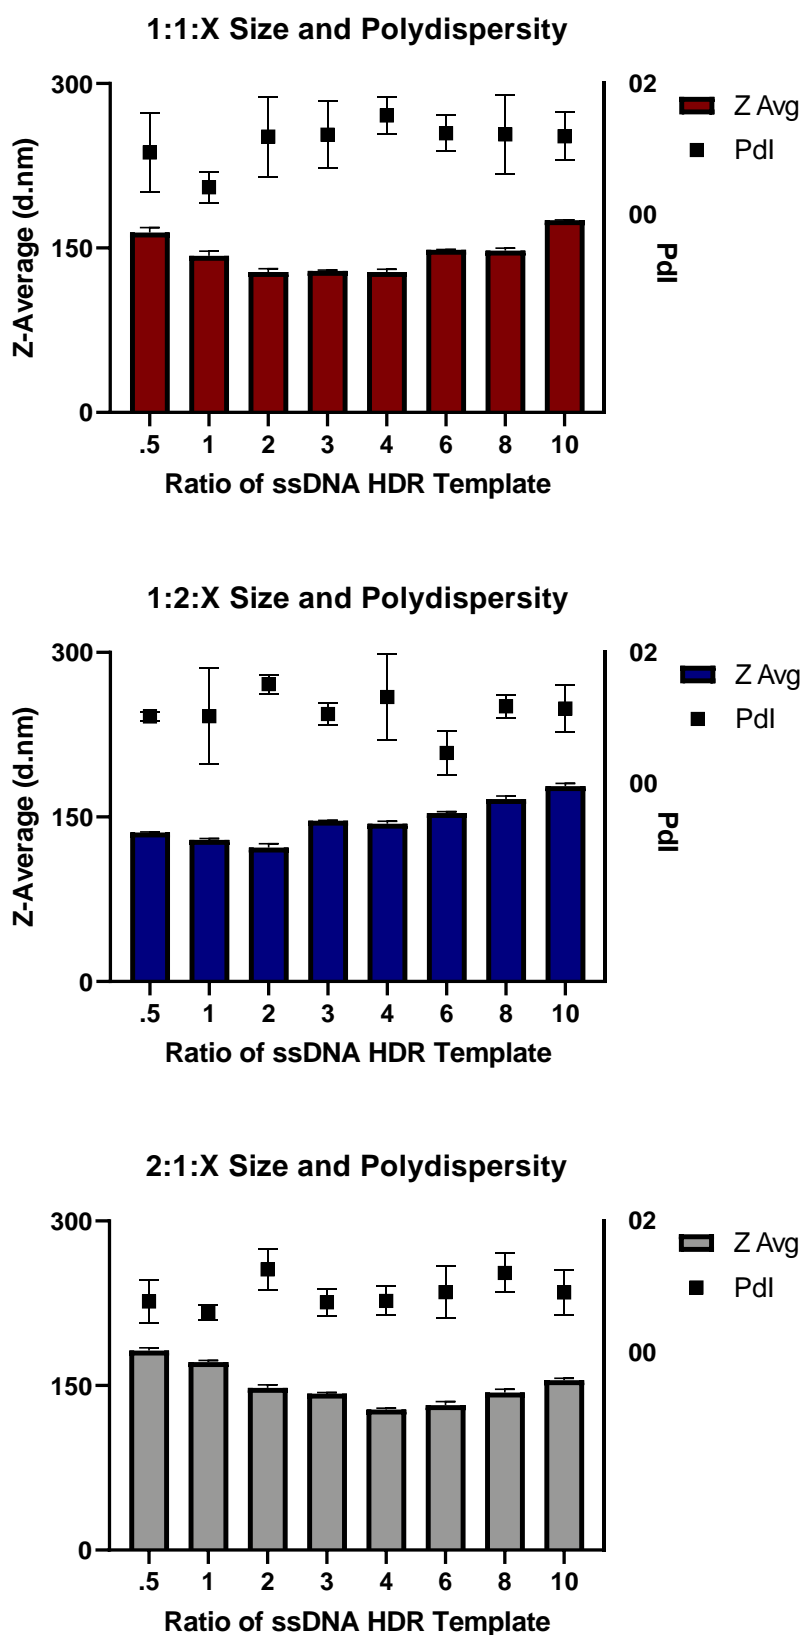 1:1:X Size and Polydispersity
300
150
0
Z-Average (d.nm)
02
00
PdI
Z Avg
PdI
.5 1 2 3 4 6 8 10
Ratio of ssDNA HDR Template
1:2:X Size and Polydispersity
300
150
0
Z-Average (d.nm)
02
00
PdI
Z Avg
PdI
.5 1 2 3 4 6 8 10
Ratio of ssDNA HDR Template
2:1:X Size and Polydispersity
300
150
0
02
00
Z Avg
PdI
.5 1 2 3 4 6 8 10
Ratio of ssDNA HDR Template